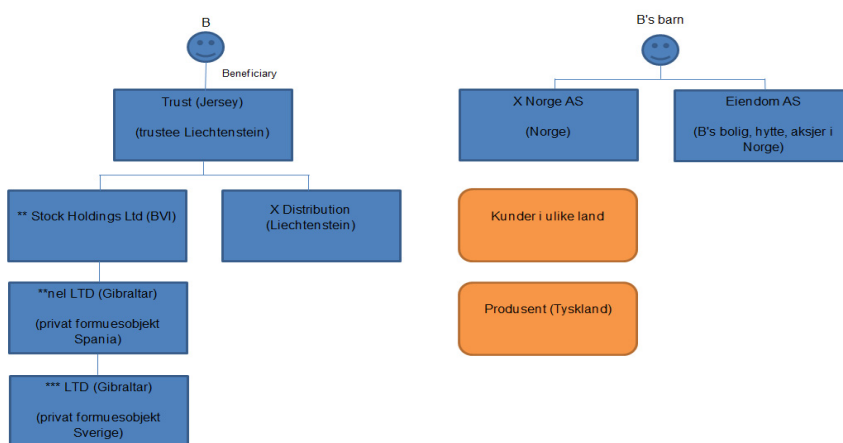 B
Beneficiary
Trust (Jersey)
(trustee Liechtenstein)
** Stock Holdings Ltd (BVI)
X Distribution
(Liechtenstein)
**nel LTD (Gibraltar)
(privat formuesobjekt
Spania)
*** LTD (Gibraltar)
(privat formuesobjekt
Sverige)
B's barn
X Norge AS
(Norge)
Eiendom AS
(B's bolig, hytte, aksjer i
Norge)
Kunder i ulike land
Produsent (Tyskland)